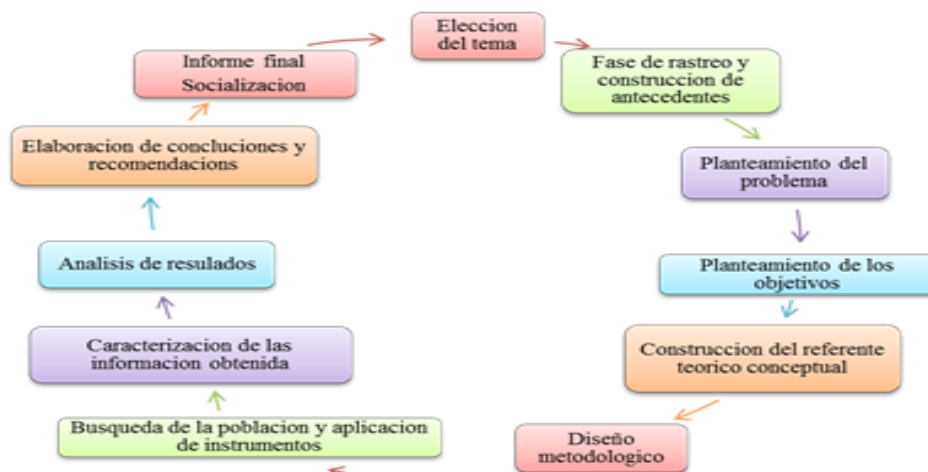 Eleccion
del tema
Fase de rastreo y
construccion de
antecedentes
Planteamiento del
problema
Planteamiento de los
objetivos
Construccion del referente
teorico conceptual
Diseño
metodologico
Busqueda de la poblacion y aplicacion
de instrumentos
Caracterizacion de las
informacion obtenida
Analisis de resulados
Elaboracion de concluciones y
recomendacions
Informe final
Socializacion